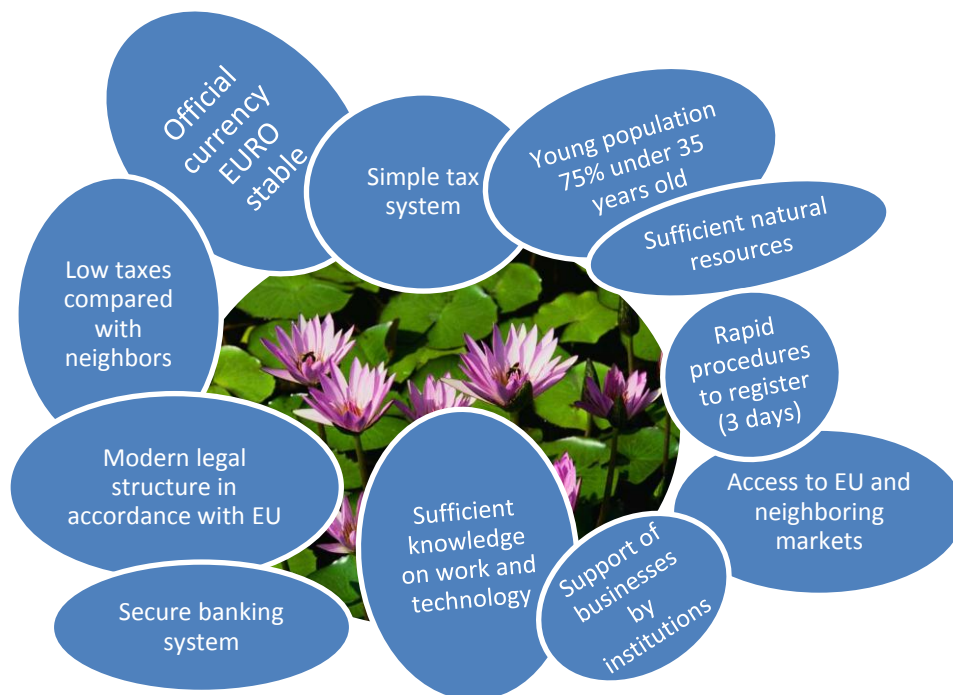 Official
currency
EURO
stable
Simple tax
system
Young population
75% under 35
years old
Sufficient natural
resources
Low taxes
compared
with
neighbors
Rapid
procedures
to register
(3 days)
Modern legal
structure in
accordance with EU
Sufficient
knowledge
on work and
technology
Access to EU and
neighboring
markets
Support of
businesses
by
institutions
Secure banking
system